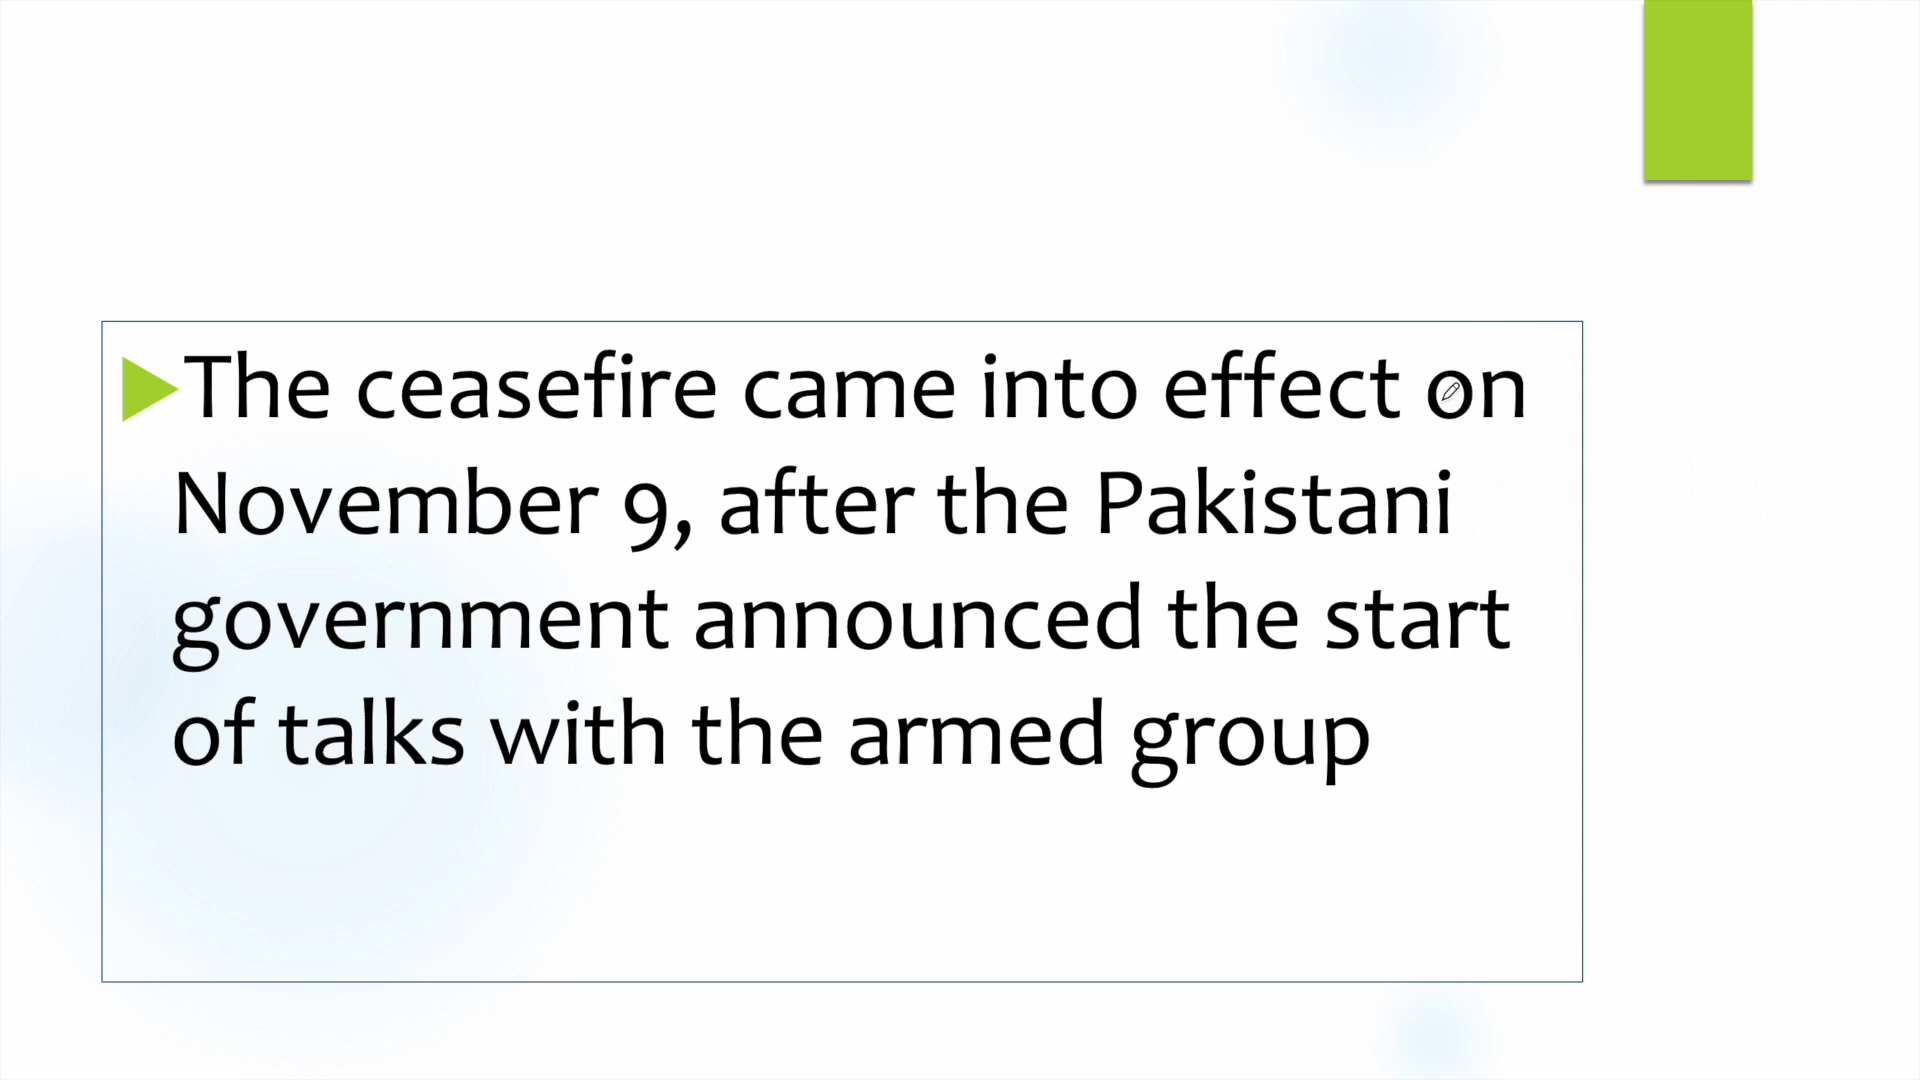 The ceasefire came into effect on
November 9, after the Pakistani
government announced the start
of talks with the armed group